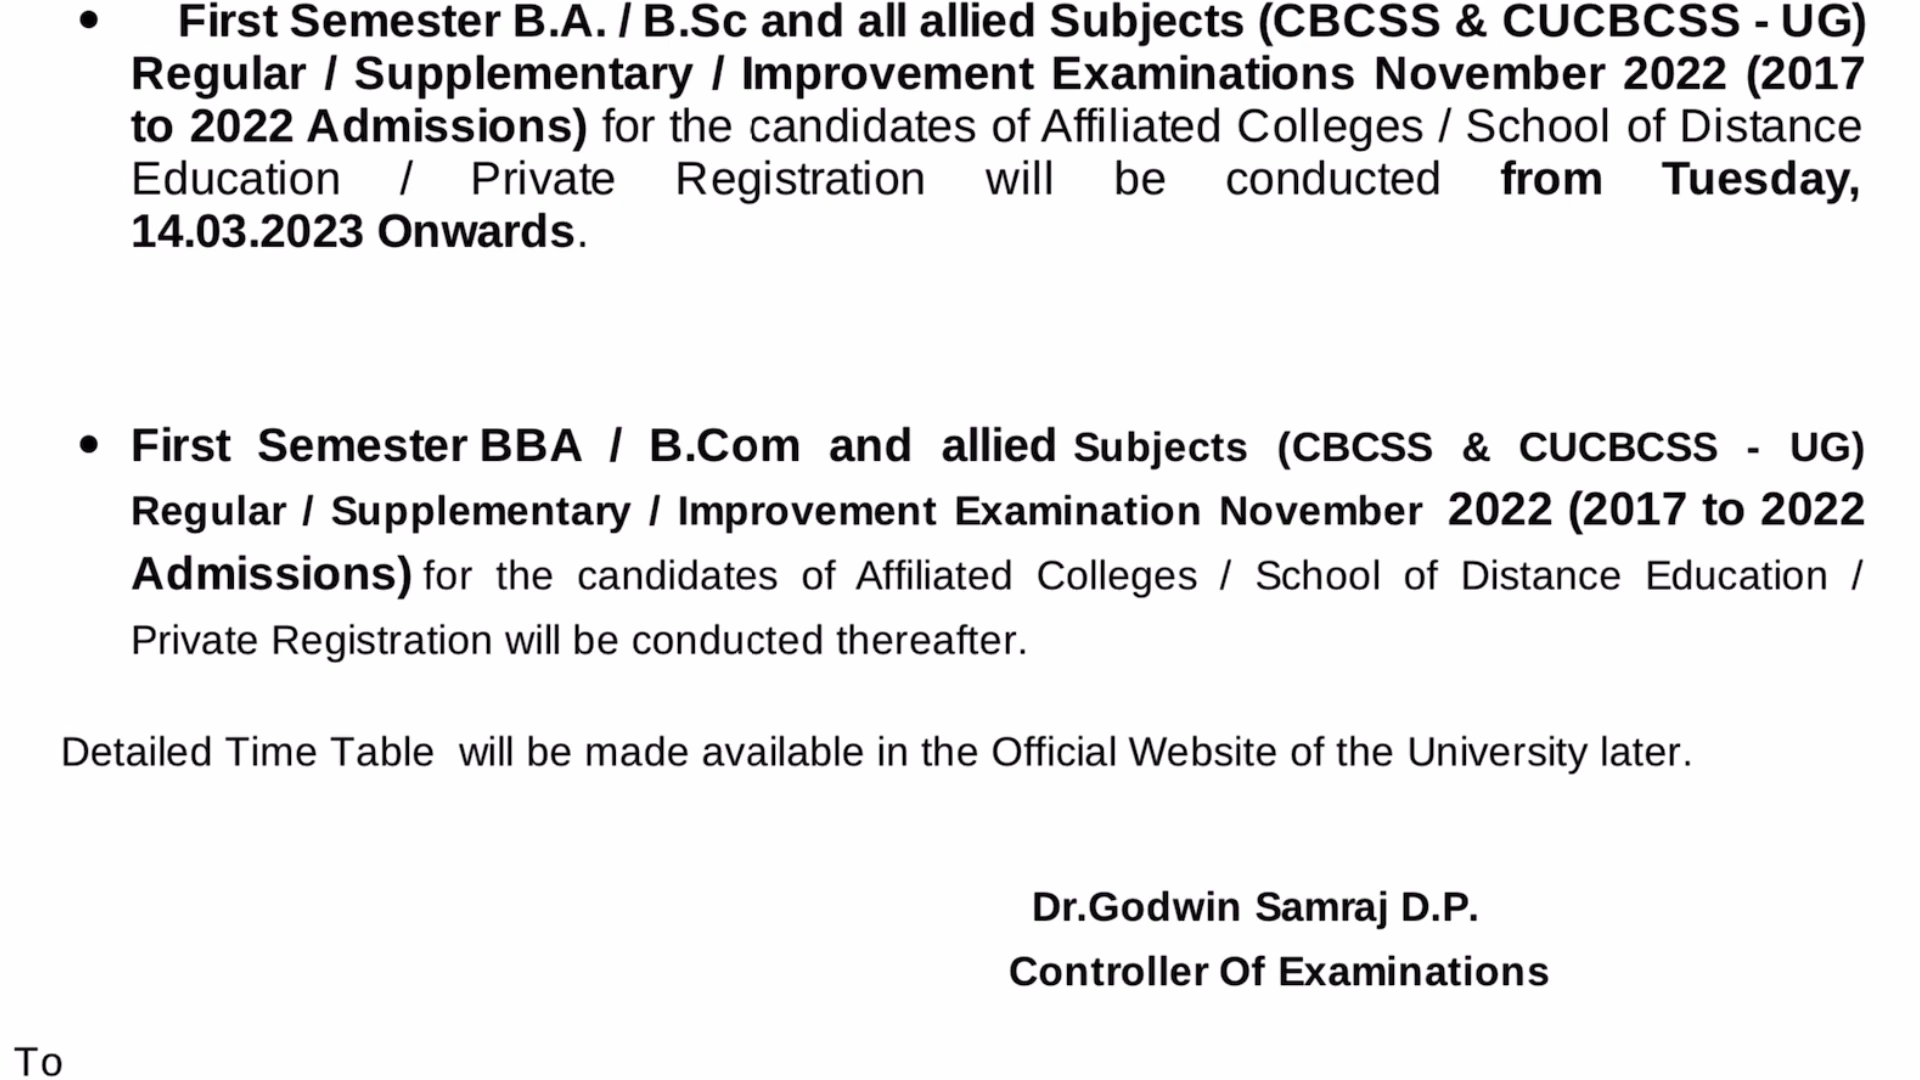 • First Semester B.A. / B.Sc and all allied Subjects (CBCSS & CUCBCSS - UG)
Regular / Supplementary / Improvement Examinations November 2022 (2017
to 2022 Admissions) for the candidates of Affiliated Colleges / School of Distance
Education / Private Registration will be conducted from Tuesday,
14.03.2023 Onwards.
• First Semester BBA / B.Com and allied Subjects (CBCSS & CUCBCSS - UG)
Regular / Supplementary / Improvement Examination November 2022 (2017 to 2022
Admissions) for the candidates of Affiliated Colleges / School of Distance Education /
Private Registration will be conducted thereafter.
Detailed Time Table will be made available in the Official Website of the University later.
Dr.Godwin Samraj D.P.
Controller Of Examinations
To